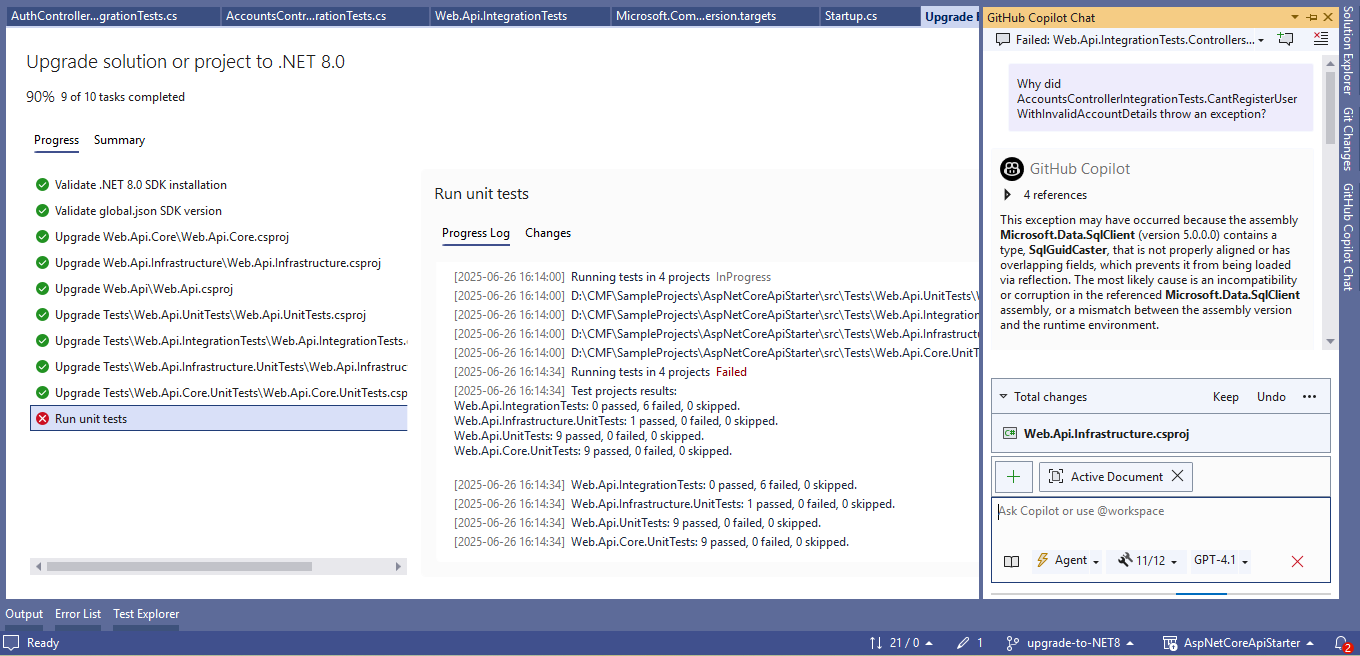 AuthController...grationTests.cs
AccountsContr...rationTests.cs
Web.Api.IntegrationTests
Microsoft.Com...ersion.targets
Startup.cs
Upgrade
Upgrade solution or project to .NET 8.0
90% 9 of 10 tasks completed
Progress Summary
Validate .NET 8.0 SDK installation
Validate global.json SDK version
Upgrade Web.Api.Core\Web.Api.Core.csproj
Upgrade Web.Api.Infrastructure\Web.Api.Infrastructure.csproj
Upgrade Web.Api\Web.Api.csproj
Upgrade Tests\Web.Api.UnitTests\Web.Api.UnitTests.csproj
Upgrade Tests\Web.Api.IntegrationTests\Web.Api.IntegrationTests.
Upgrade Tests\Web.Api.Infrastructure.UnitTests\Web.Api.Infrastruc
Upgrade Tests\Web.Api.Core.UnitTests\Web.Api.Core.UnitTests.csp
Run unit tests
Run unit tests
Progress Log Changes
[2025-06-26 16:14:00] Running tests in 4 projects InProgress
[2025-06-26 16:14:00] D:\CMF\SampleProjects\AspNetCoreApiStarter\src\Tests\Web.Api.UnitTests\
[2025-06-26 16:14:00] D:\CMF\SampleProjects\AspNetCoreApiStarter\src\Tests\Web.Api.Integration
[2025-06-26 16:14:00] D:\CMF\SampleProjects\AspNetCoreApiStarter\src\Tests\Web.Api.Infrastructu
[2025-06-26 16:14:00] D:\CMF\SampleProjects\AspNetCoreApiStarter\src\Tests\Web.Api.Core.UnitT
[2025-06-26 16:14:34] Running tests in 4 projects Failed
[2025-06-26 16:14:34] Test projects results:
Web.Api.IntegrationTests: 0 passed, 6 failed, 0 skipped.
Web.Api.Infrastructure.UnitTests: 1 passed, 0 failed, 0 skipped.
Web.Api.UnitTests: 9 passed, 0 failed, 0 skipped.
Web.Api.Core.UnitTests: 9 passed, 0 failed, 0 skipped.
[2025-06-26 16:14:34] Web.Api.IntegrationTests: 0 passed, 6 failed, 0 skipped.
[2025-06-26 16:14:34] Web.Api.Infrastructure.UnitTests: 1 passed, 0 failed, 0 skipped.
[2025-06-26 16:14:34] Web.Api.UnitTests: 9 passed, 0 failed, 0 skipped.
[2025-06-26 16:14:34] Web.Api.Core.UnitTests: 9 passed, 0 failed, 0 skipped.
GitHub Copilot Chat
Failed: Web.Api.IntegrationTests.Controllers...
Why did
AccountsControllerIntegrationTests.CantRegisterUser
WithInvalidAccountDetails throw an exception?
GitHub Copilot
4 references
This exception may have occurred because the assembly
Microsoft.Data.SqlClient (version 5.0.0.0) contains a
type, SqlGuidCaster, that is not properly aligned or has
overlapping fields, which prevents it from being loaded
via reflection. The most likely cause is an incompatibility
or corruption in the referenced Microsoft.Data.SqlClient
assembly, or a mismatch between the assembly version
and the runtime environment.
Total changes Keep Undo
C# Web.Api.Infrastructure.csproj
Active Document
Ask Copilot or use @workspace
Agent 11/12 GPT-4.1
Solution Explorer
Git Changes
GitHub Copilot Chat
Output Error List Test Explorer
Ready
21 / 0 1 upgrade-to-NET8 AspNetCoreApiStarter 2